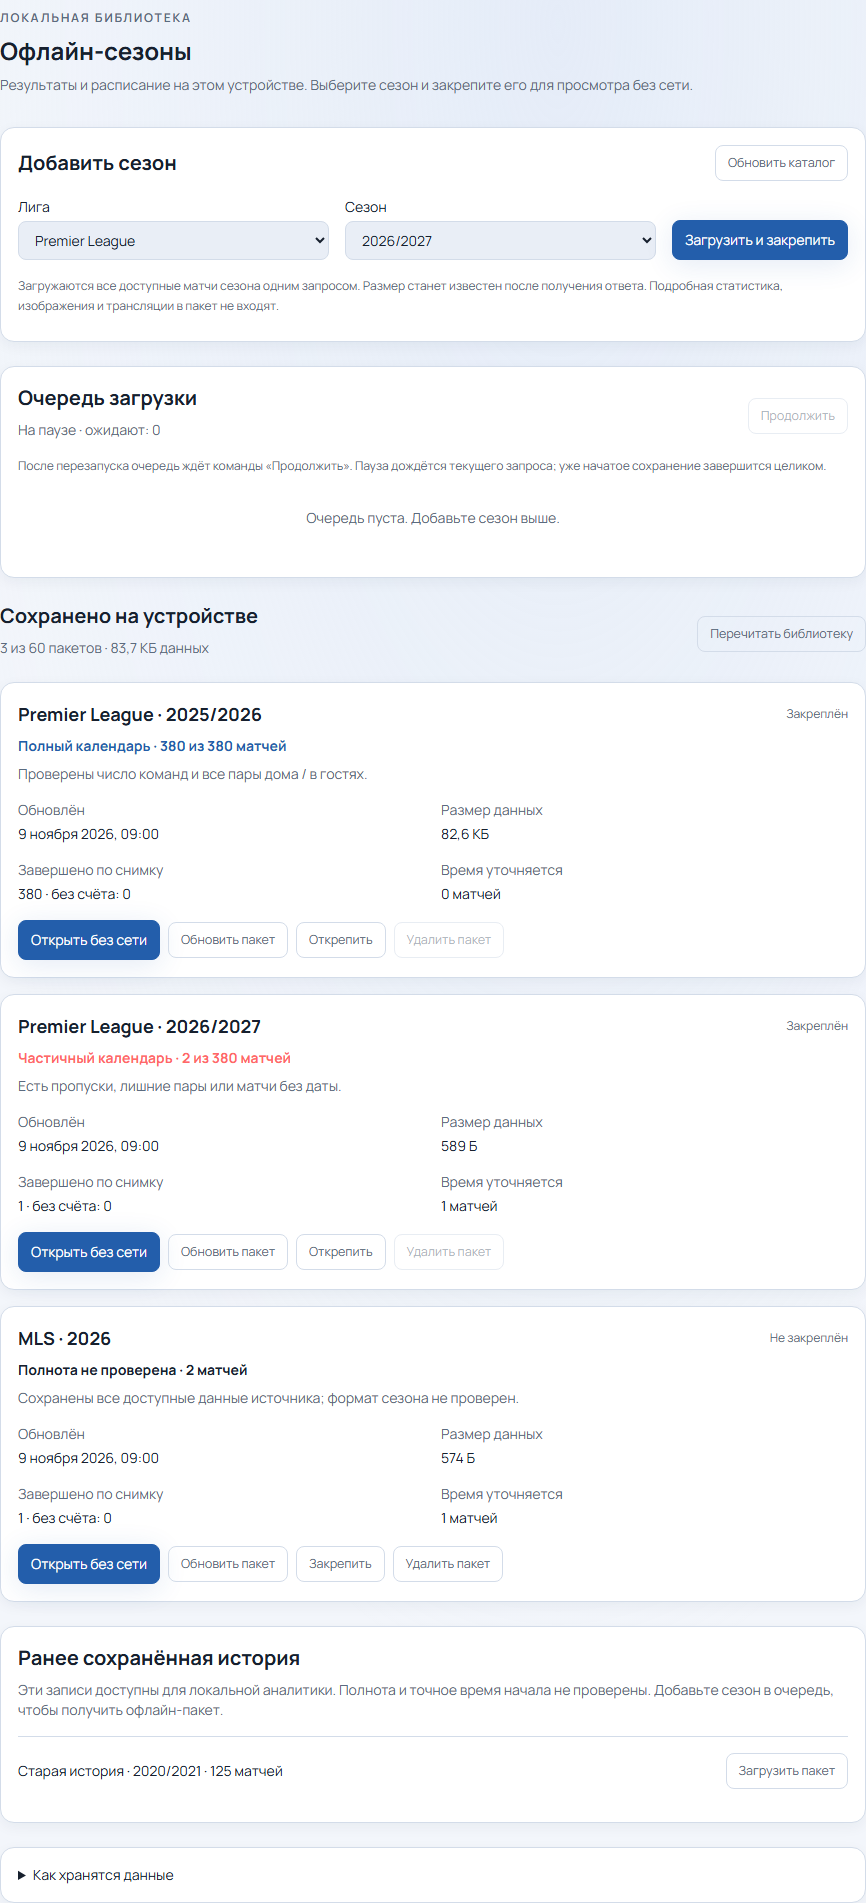 ЛОКАЛЬНАЯ БИБЛИОТЕКА
Офлайн-сезоны
Результаты и расписание на этом устройстве. Выберите сезон и закрепите его для просмотра без сети.
Добавить сезон
Обновить каталог
Лига
Сезон
Premier League
2026/2027
Загрузить и закрепить
Загружаются все доступные матчи сезона одним запросом. Размер станет известен после получения ответа. Подробная статистика,
изображения и трансляции в пакет не входят.
Очередь загрузки
На паузе · ожидают: 0
Продолжить
После перезапуска очередь ждёт команды «Продолжить». Пауза дождётся текущего запроса; уже начатое сохранение завершится целиком.
Очередь пуста. Добавьте сезон выше.
Сохранено на устройстве
3 из 60 пакетов · 83,7 КБ данных
Перечитать библиотеку
Premier League · 2025/2026
Закреплён
Полный календарь · 380 из 380 матчей
Проверены число команд и все пары дома / в гостях.
Обновлён
Размер данных
9 ноября 2026, 09:00
82,6 КБ
Завершено по снимку
Время уточняется
380 · без счёта: 0
0 матчей
Открыть без сети
Обновить пакет
Открепить
Удалить пакет
Premier League · 2026/2027
Закреплён
Частичный календарь · 2 из 380 матчей
Есть пропуски, лишние пары или матчи без даты.
Обновлён
Размер данных
9 ноября 2026, 09:00
589 Б
Завершено по снимку
Время уточняется
1 · без счёта: 0
1 матчей
Открыть без сети
Обновить пакет
Открепить
Удалить пакет
MLS · 2026
Не закреплён
Полнота не проверена · 2 матчей
Сохранены все доступные данные источника; формат сезона не проверен.
Обновлён
Размер данных
9 ноября 2026, 09:00
574 Б
Завершено по снимку
Время уточняется
1 · без счёта: 0
1 матчей
Открыть без сети
Обновить пакет
Закрепить
Удалить пакет
Ранее сохранённая история
Эти записи доступны для локальной аналитики. Полнота и точное время начала не проверены. Добавьте сезон в очередь,
чтобы получить офлайн-пакет.
Старая история · 2020/2021 · 125 матчей
Загрузить пакет
Как хранятся данные